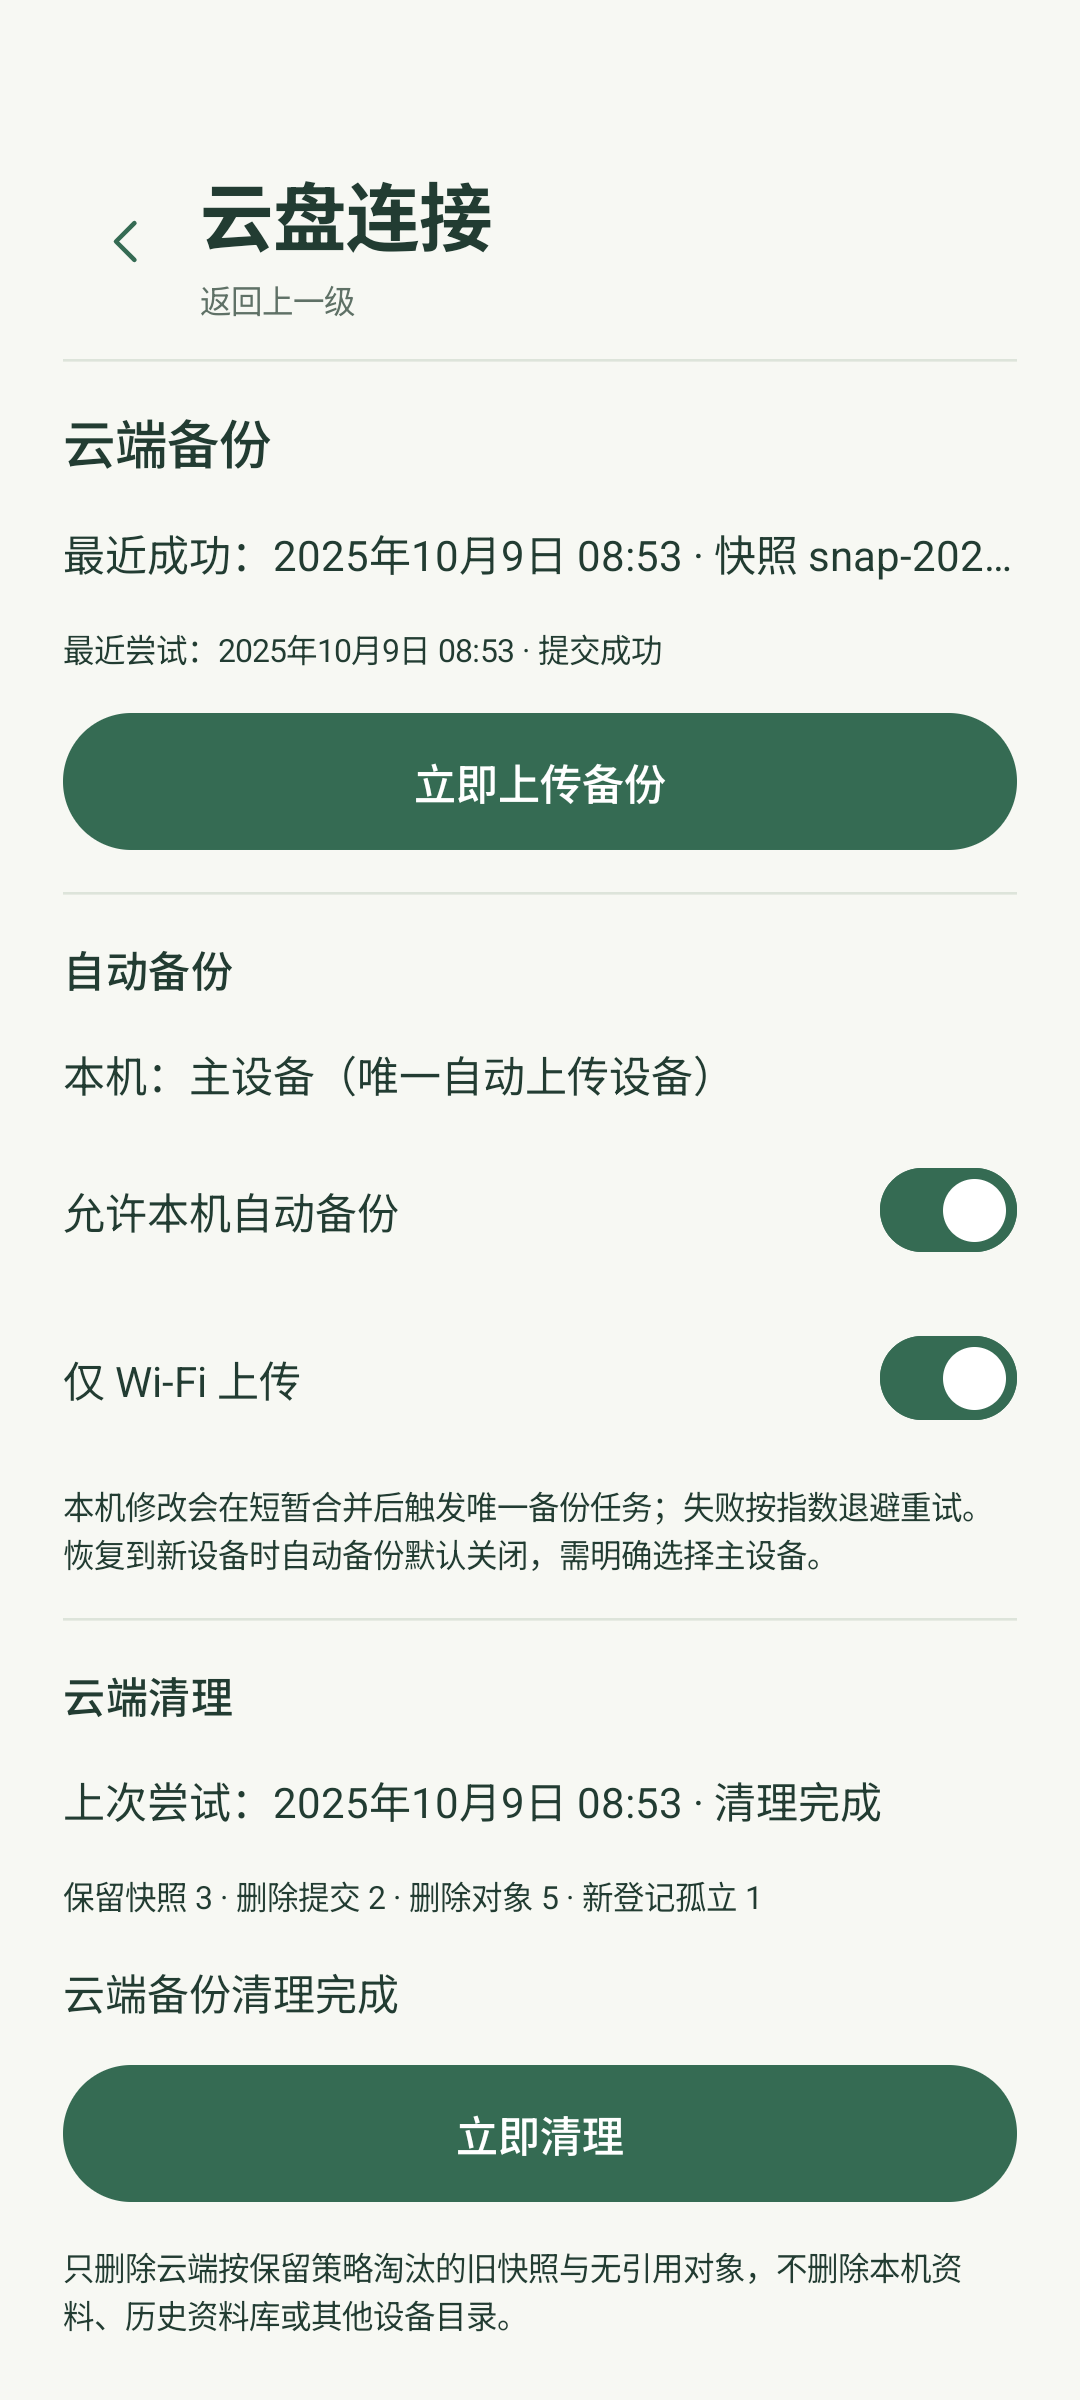 云盘连接
返回上一级
云端备份
最近成功：2025年10月9日 08:53 · 快照 snap-202…
最近尝试：2025年10月9日 08:53 · 提交成功
立即上传备份
自动备份
本机：主设备（唯一自动上传设备）
允许本机自动备份
仅 Wi-Fi 上传
本机修改会在短暂合并后触发唯一备份任务；失败按指数退避重试。
恢复到新设备时自动备份默认关闭，需明确选择主设备。
云端清理
上次尝试：2025年10月9日 08:53 · 清理完成
保留快照 3 · 删除提交 2 · 删除对象 5 · 新登记孤立 1
云端备份清理完成
立即清理
只删除云端按保留策略淘汰的旧快照与无引用对象，不删除本机资
料、历史资料库或其他设备目录。